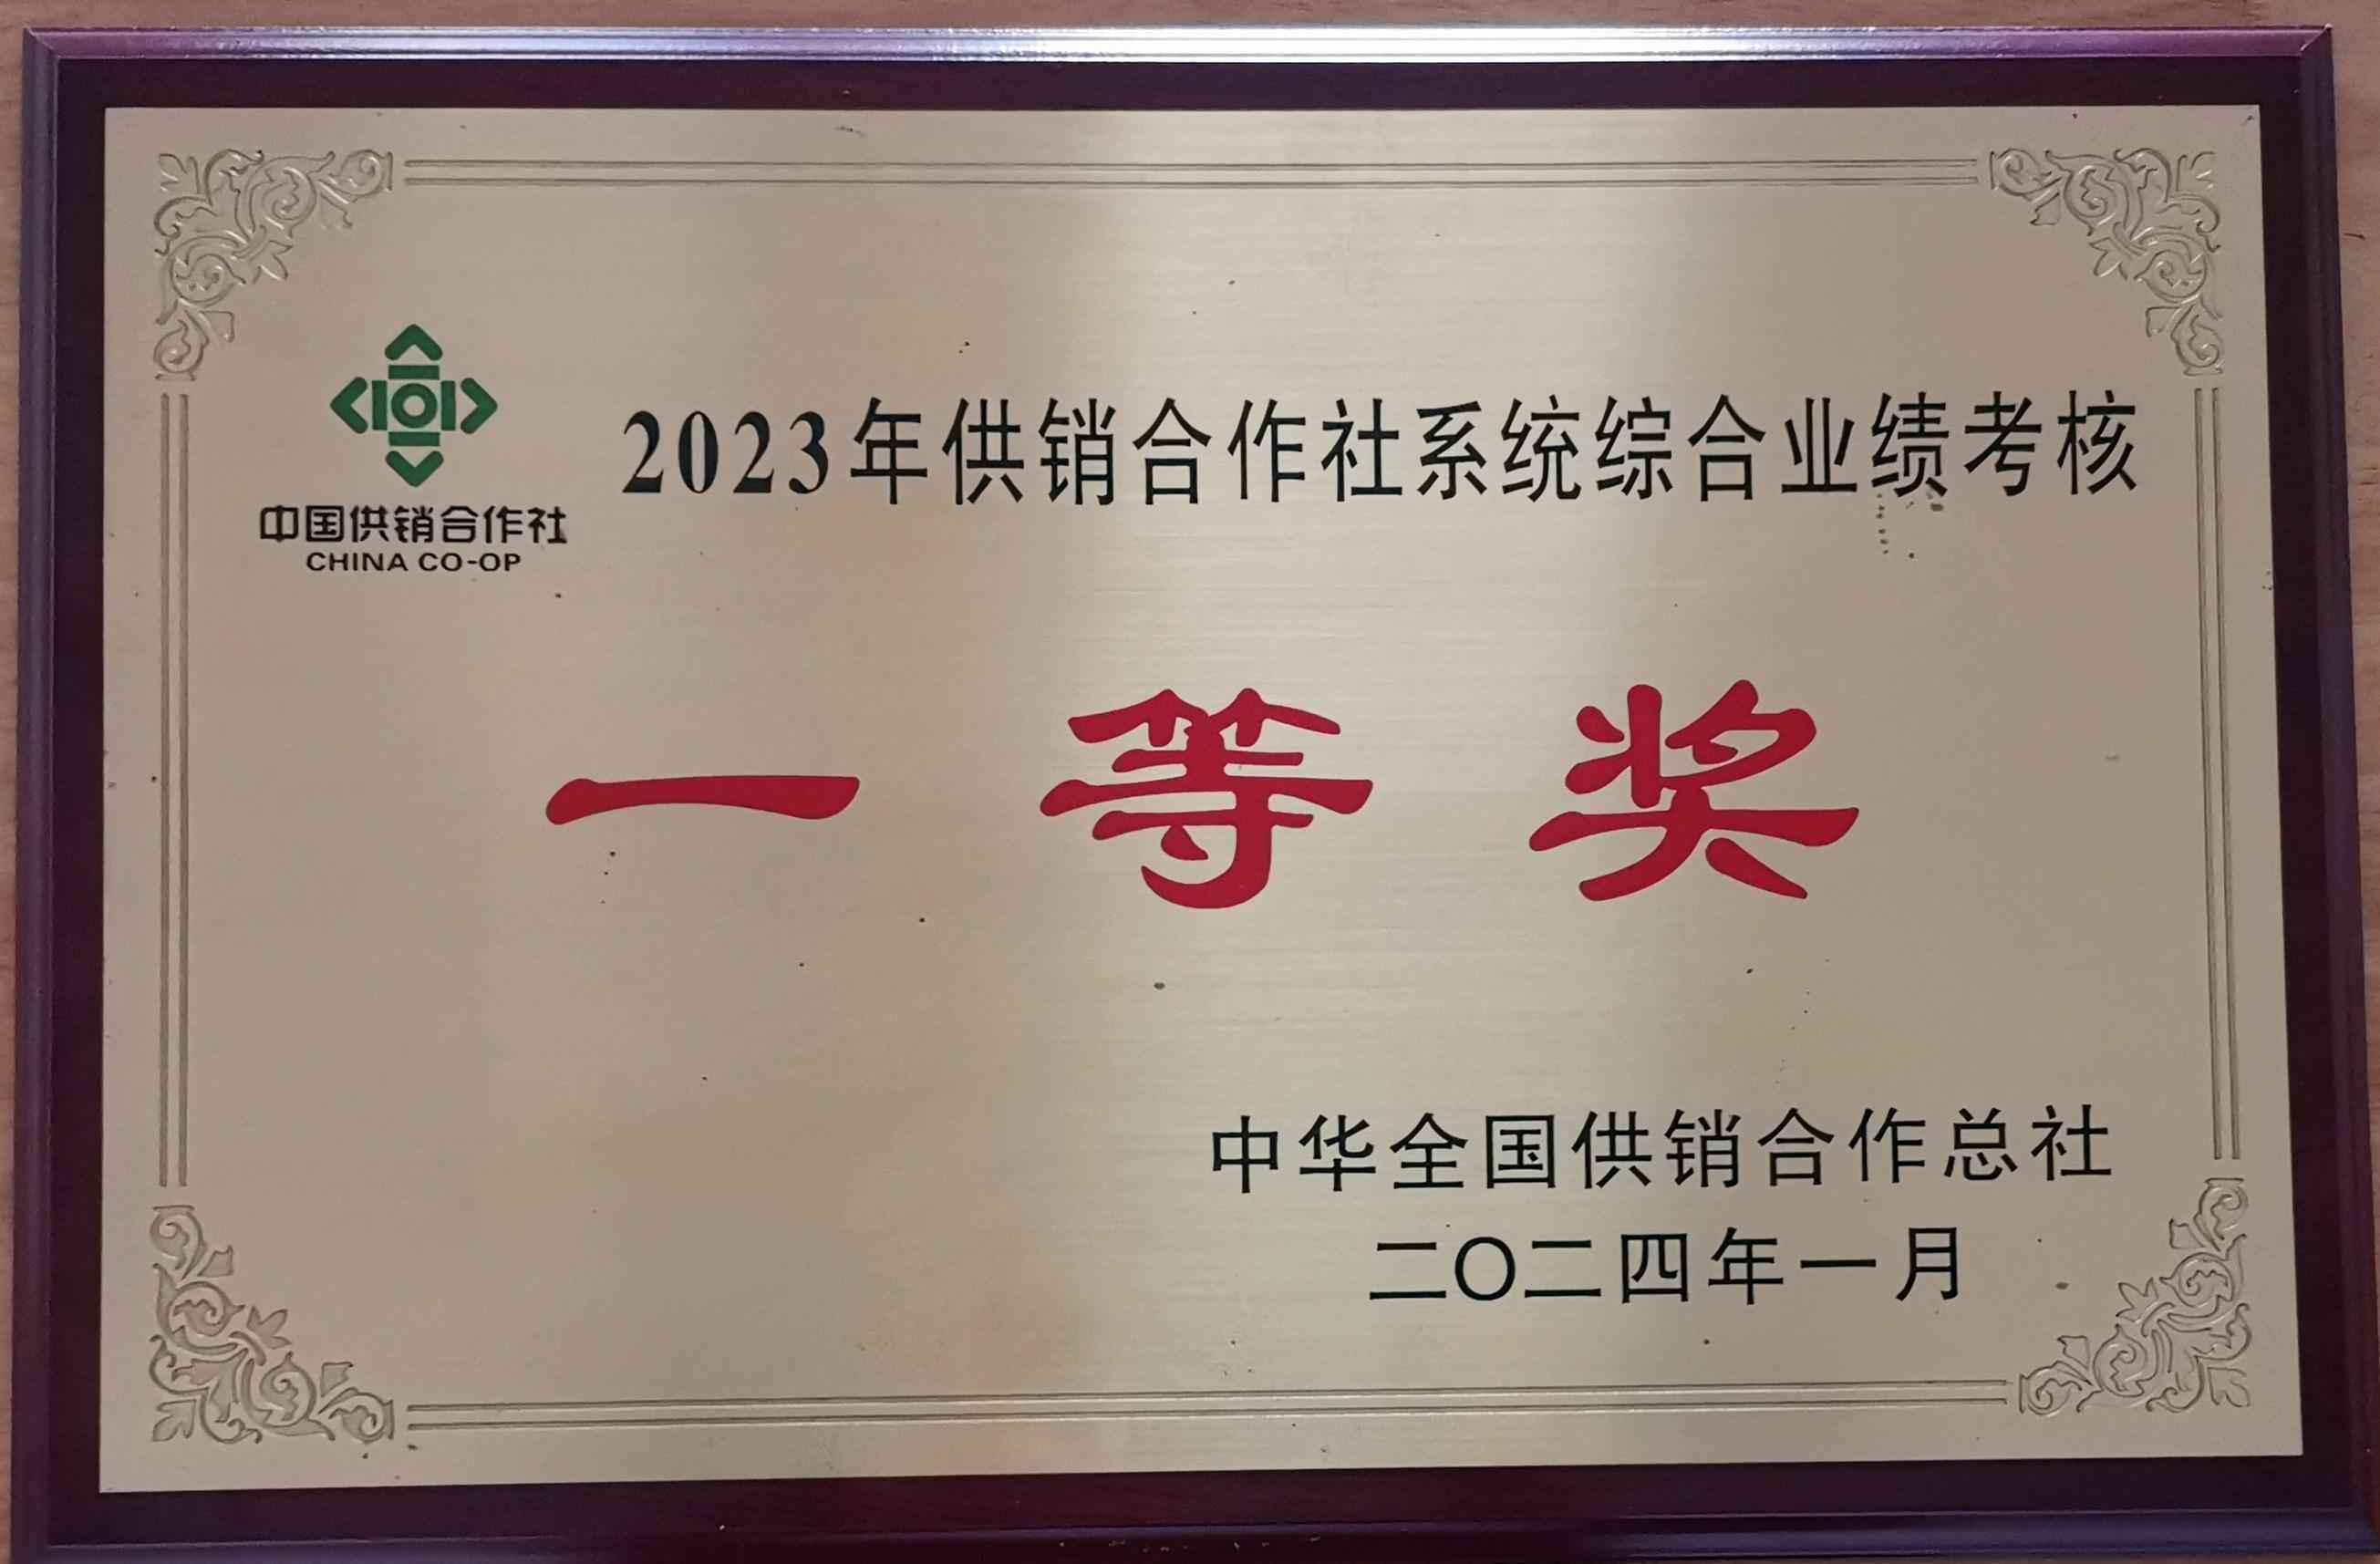 中国供销合作社
CHINA CO-OP
2023年供销合作社系统综合业绩考核
一等奖
中华全国供销合作总社
二〇二四年一月